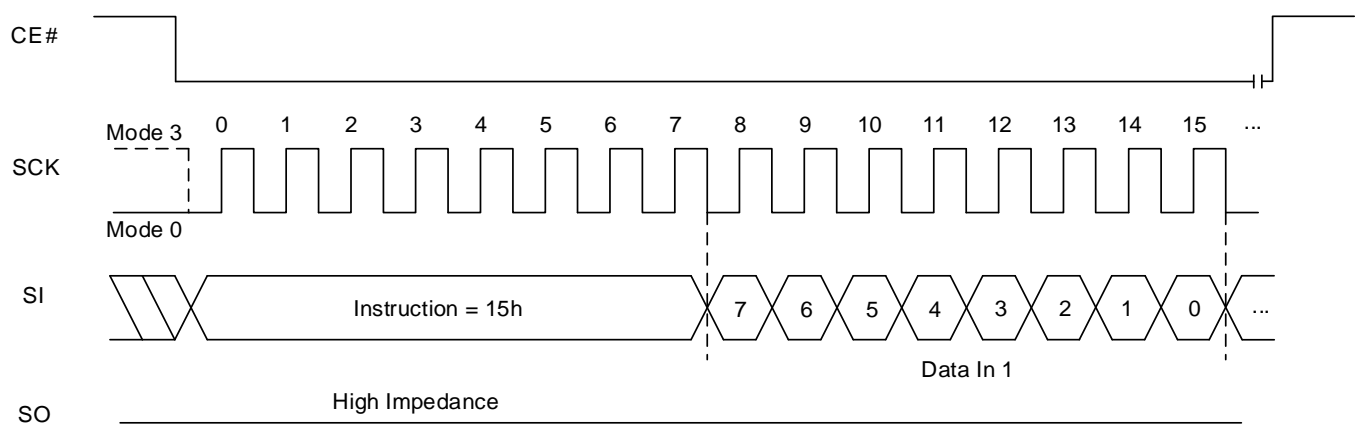 CE#
Mode 3 0 1 2 3 4 5 6 7 8 9 10 11 12 13 14 15 ...
SCK
Mode 0
SI Instruction = 15h 7 6 5 4 3 2 1 0 ...
Data In 1
High Impedance
SO